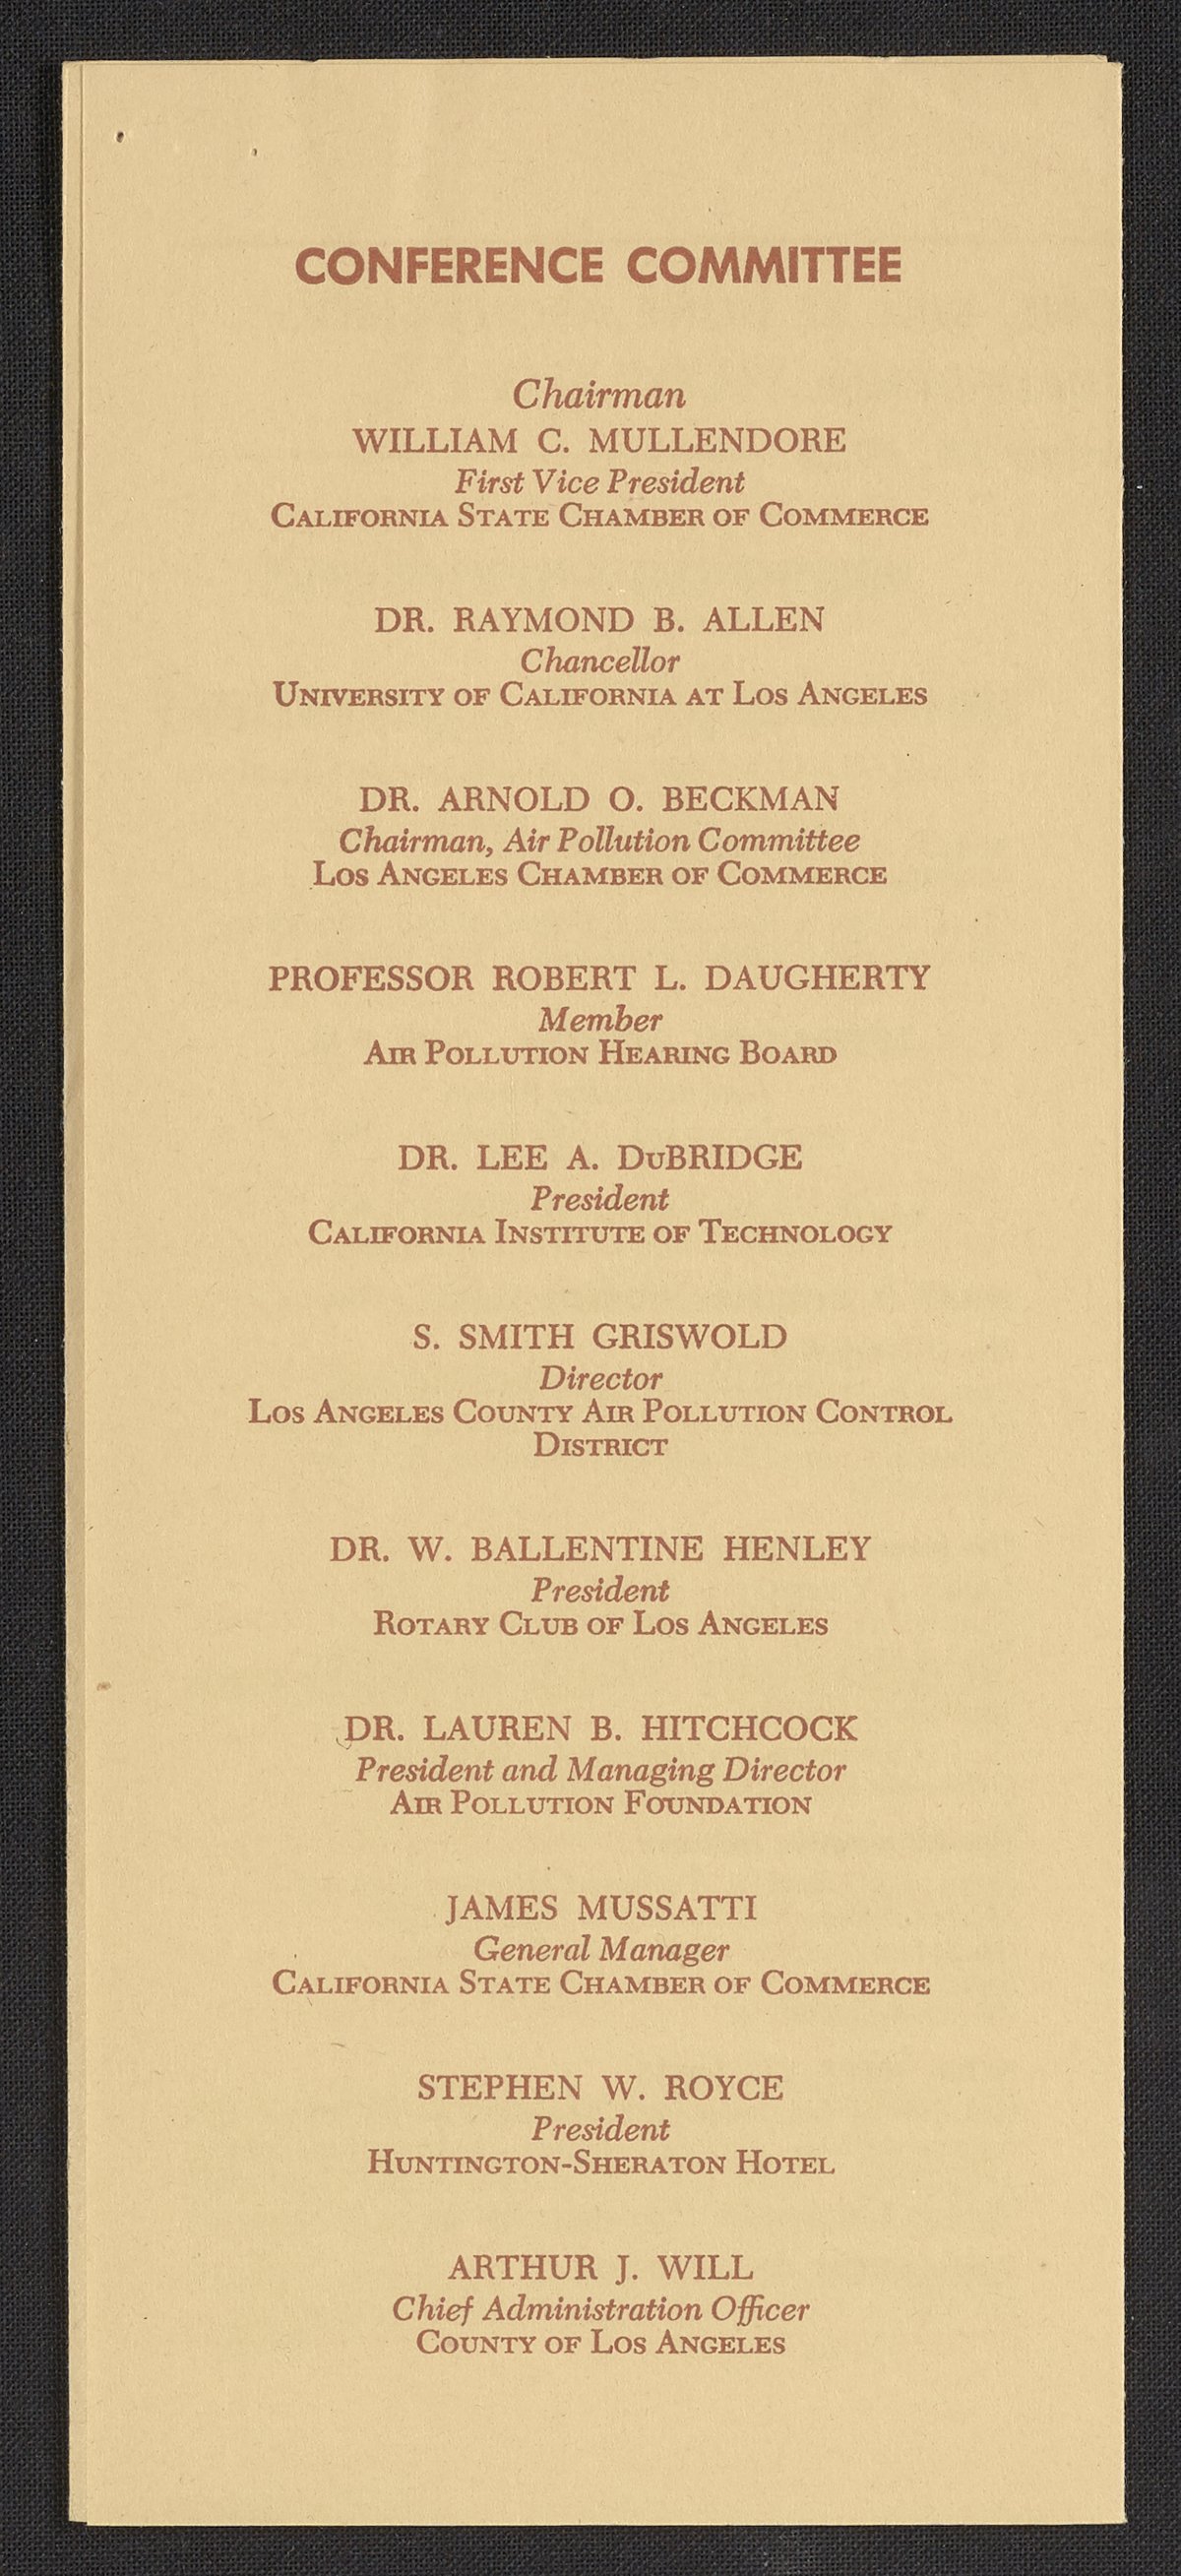 CONFERENCE COMMITTEE
Chairman
WILLIAM C. MULLENDORE
First Vice President
CALIFORNIA STATE CHAMBER OF COMMERCE
DR. RAYMOND B. ALLEN
Chancellor
UNIVERSITY OF CALIFORNIA AT LOS ANGELES
DR. ARNOLD O. BECKMAN
Chairman, Air Pollution Committee
LOS ANGELES CHAMBER OF COMMERCE
PROFESSOR ROBERT L. DAUGHERTY
Member
AIR POLLUTION HEARING BOARD
DR. LEE A. DuBRIDGE
President
CALIFORNIA INSTITUTE OF TECHNOLOGY
S. SMITH GRISWOLD
Director
LOS ANGELES COUNTY AIR POLLUTION CONTROL
DISTRICT
DR. W. BALLENTINE HENLEY
President
ROTARY CLUB OF LOS ANGELES
DR. LAUREN B. HITCHCOCK
President and Managing Director
AIR POLLUTION FOUNDATION
JAMES MUSSATTI
General Manager
CALIFORNIA STATE CHAMBER OF COMMERCE
STEPHEN W. ROYCE
President
HUNTINGTON-SHERATON HOTEL
ARTHUR J. WILL
Chief Administration Officer
COUNTY OF LOS ANGELES